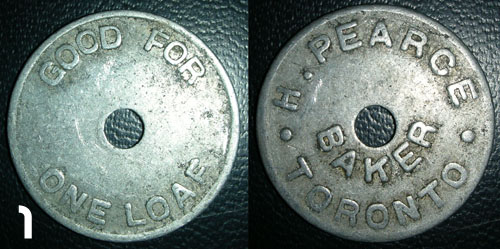 GOOD FOR
ONE LOAF
H. PEARCE
BAKER
TORONTO
1